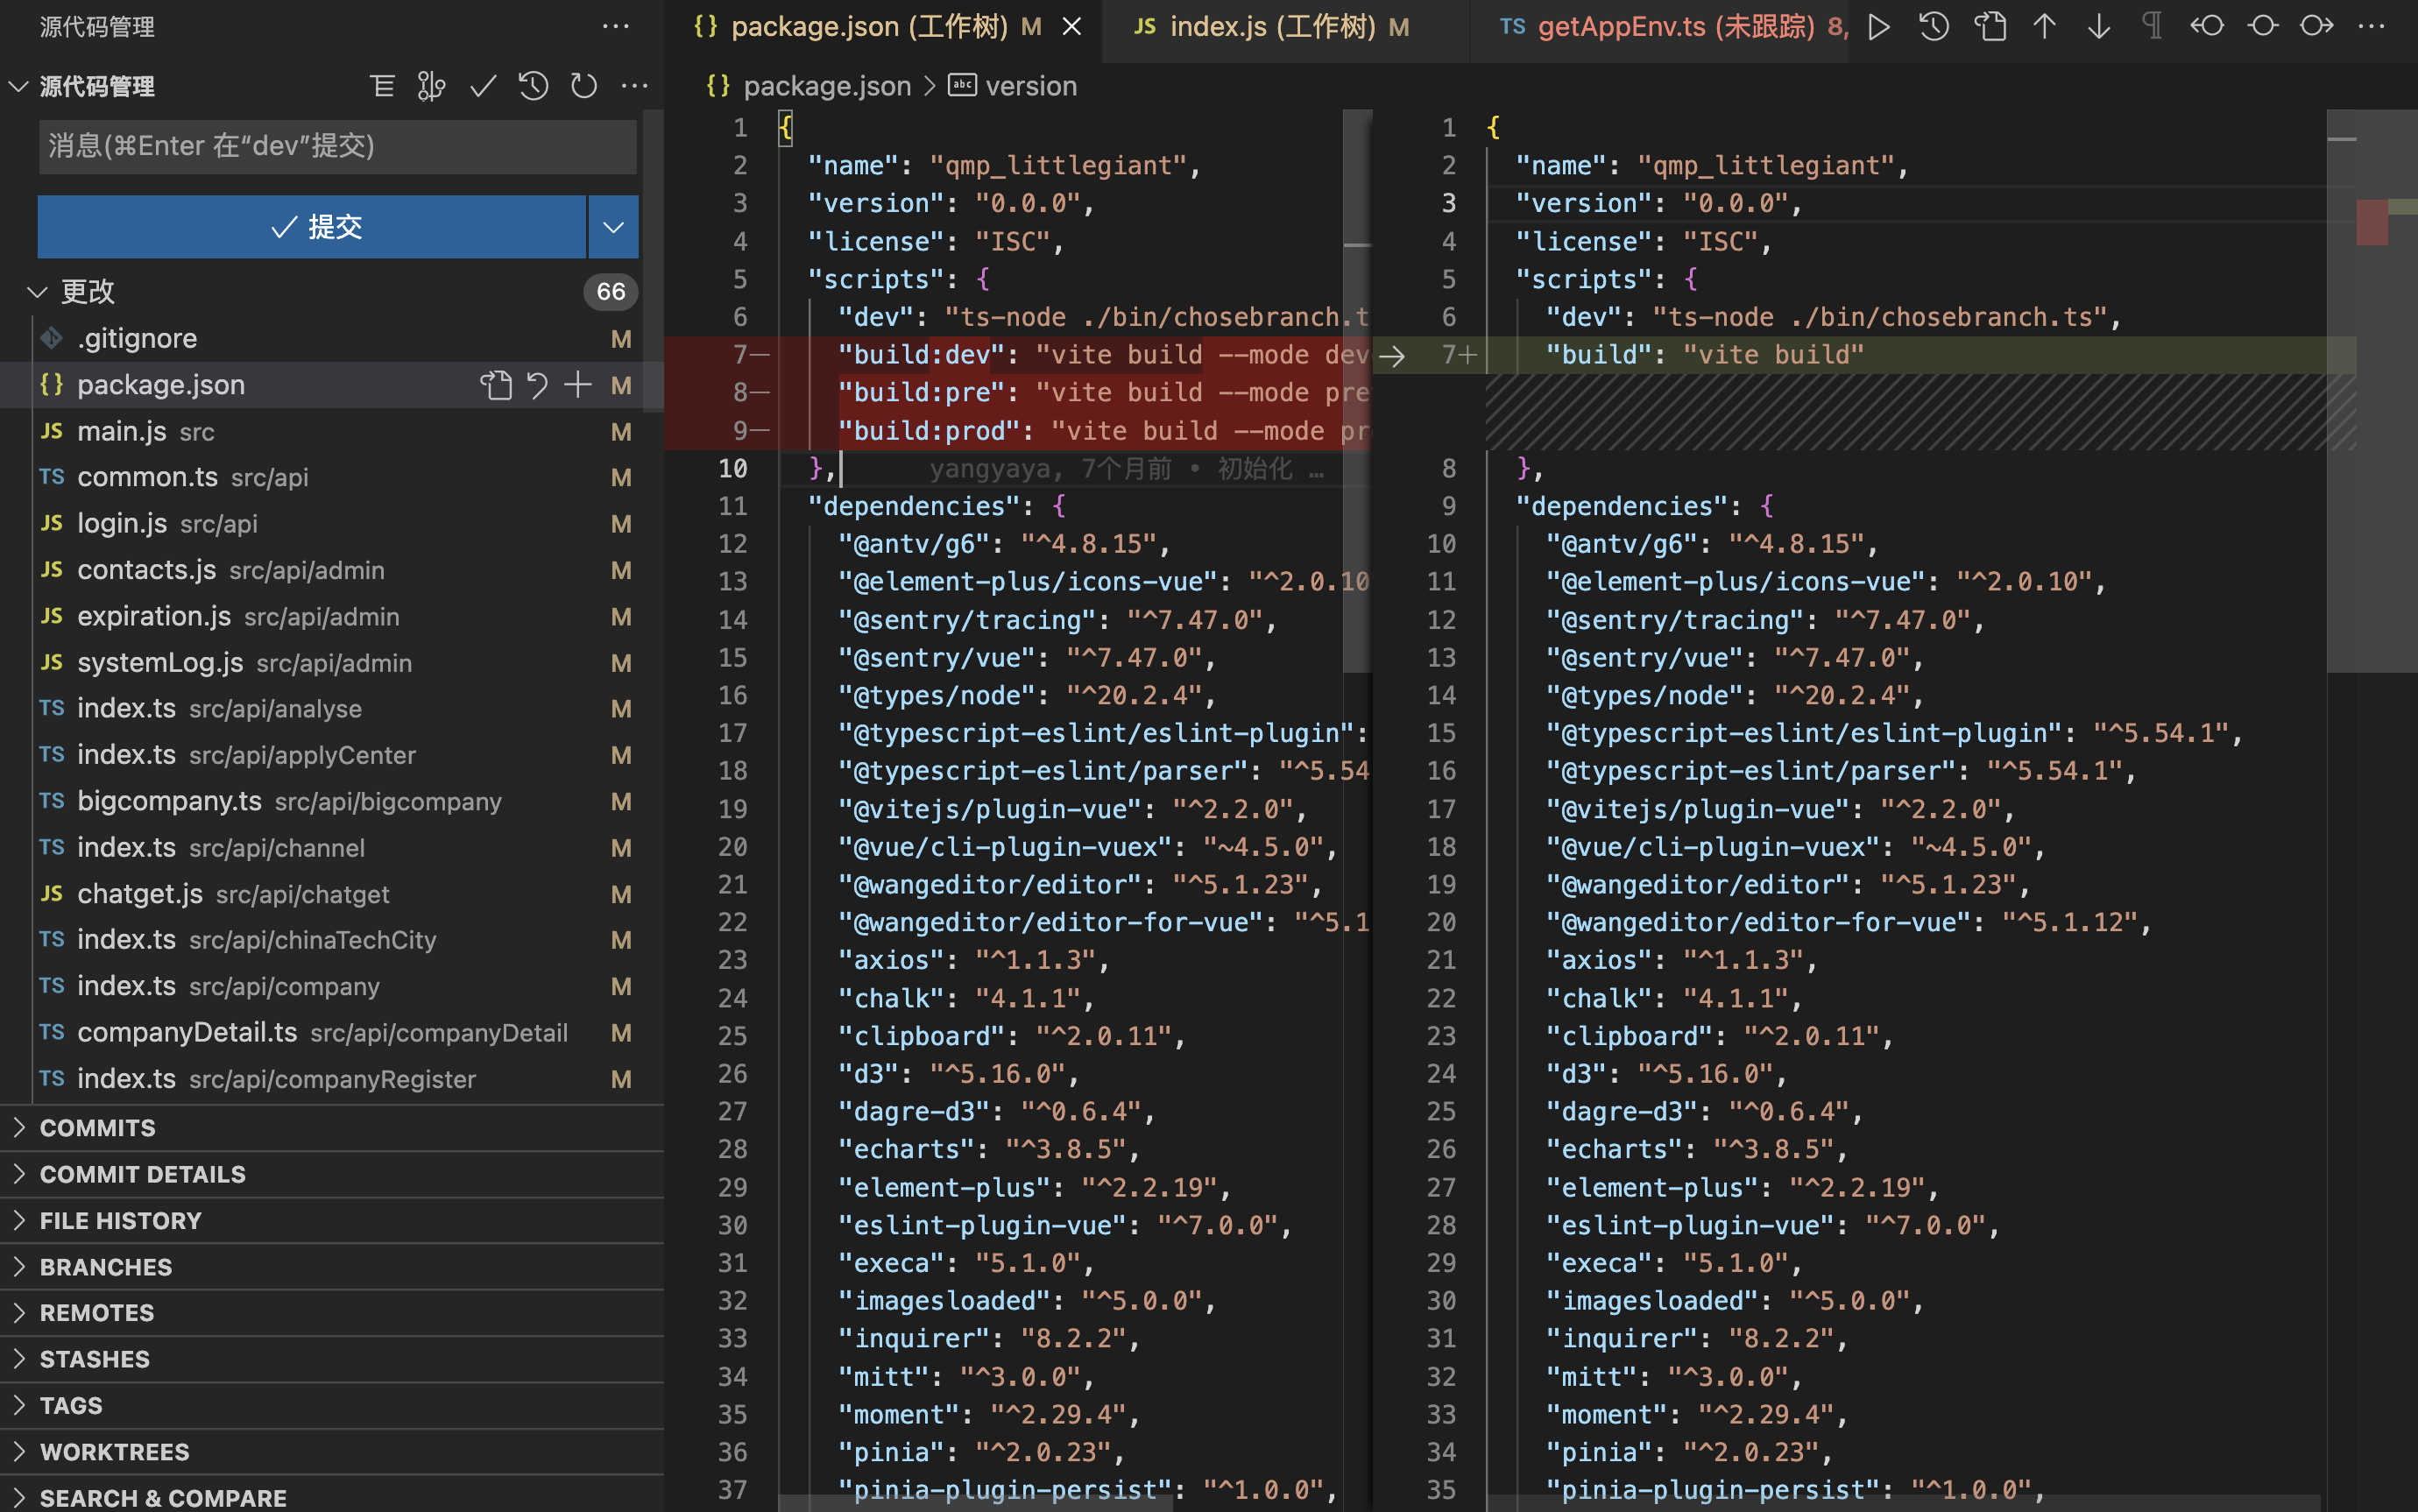 源代码管理
源代码管理
消息(⌘Enter 在“dev”提交)
提交
更改 66
.gitignore M
package.json M
main.js src M
common.ts src/api M
login.js src/api M
contacts.js src/api/admin M
expiration.js src/api/admin M
systemLog.js src/api/admin M
index.ts src/api/analyse M
index.ts src/api/applyCenter M
bigcompany.ts src/api/bigcompany M
index.ts src/api/channel M
chatget.js src/api/chatget M
index.ts src/api/chinaTechCity M
index.ts src/api/company M
companyDetail.ts src/api/companyDetail M
index.ts src/api/companyRegister M
COMMITS
COMMIT DETAILS
FILE HISTORY
BRANCHES
REMOTES
STASHES
TAGS
WORKTREES
SEARCH & COMPARE
{} package.json (工作树) M
JS index.js (工作树) M
TS getAppEnv.ts (未跟踪) 8,
{} package.json > version
1 {
2 "name": "qmp_littlegiant",
3 "version": "0.0.0",
4 "license": "ISC",
5 "scripts": {
6 "dev": "ts-node ./bin/chosebranch.t
7— "build:dev": "vite build --mode dev
8— "build:pre": "vite build --mode pre
9— "build:prod": "vite build --mode pr
10 }, yangyaya, 7个月前 • 初始化 …
11 "dependencies": {
12 "@antv/g6": "^4.8.15",
13 "@element-plus/icons-vue": "^2.0.10
14 "@sentry/tracing": "^7.47.0",
15 "@sentry/vue": "^7.47.0",
16 "@types/node": "^20.2.4",
17 "@typescript-eslint/eslint-plugin":
18 "@typescript-eslint/parser": "^5.54
19 "@vitejs/plugin-vue": "^2.2.0",
20 "@vue/cli-plugin-vuex": "~4.5.0",
21 "@wangeditor/editor": "^5.1.23",
22 "@wangeditor/editor-for-vue": "^5.1
23 "axios": "^1.1.3",
24 "chalk": "4.1.1",
25 "clipboard": "^2.0.11",
26 "d3": "^5.16.0",
27 "dagre-d3": "^0.6.4",
28 "echarts": "^3.8.5",
29 "element-plus": "^2.2.19",
30 "eslint-plugin-vue": "^7.0.0",
31 "execa": "5.1.0",
32 "imagesloaded": "^5.0.0",
33 "inquirer": "8.2.2",
34 "mitt": "^3.0.0",
35 "moment": "^2.29.4",
36 "pinia": "^2.0.23",
37 "pinia-plugin-persist": "^1.0.0",
1 {
2 "name": "qmp_littlegiant",
3 "version": "0.0.0",
4 "license": "ISC",
5 "scripts": {
6 "dev": "ts-node ./bin/chosebranch.ts",
7+ "build": "vite build"
8 },
9 "dependencies": {
10 "@antv/g6": "^4.8.15",
11 "@element-plus/icons-vue": "^2.0.10",
12 "@sentry/tracing": "^7.47.0",
13 "@sentry/vue": "^7.47.0",
14 "@types/node": "^20.2.4",
15 "@typescript-eslint/eslint-plugin": "^5.54.1",
16 "@typescript-eslint/parser": "^5.54.1",
17 "@vitejs/plugin-vue": "^2.2.0",
18 "@vue/cli-plugin-vuex": "~4.5.0",
19 "@wangeditor/editor": "^5.1.23",
20 "@wangeditor/editor-for-vue": "^5.1.12",
21 "axios": "^1.1.3",
22 "chalk": "4.1.1",
23 "clipboard": "^2.0.11",
24 "d3": "^5.16.0",
25 "dagre-d3": "^0.6.4",
26 "echarts": "^3.8.5",
27 "element-plus": "^2.2.19",
28 "eslint-plugin-vue": "^7.0.0",
29 "execa": "5.1.0",
30 "imagesloaded": "^5.0.0",
31 "inquirer": "8.2.2",
32 "mitt": "^3.0.0",
33 "moment": "^2.29.4",
34 "pinia": "^2.0.23",
35 "pinia-plugin-persist": "^1.0.0",